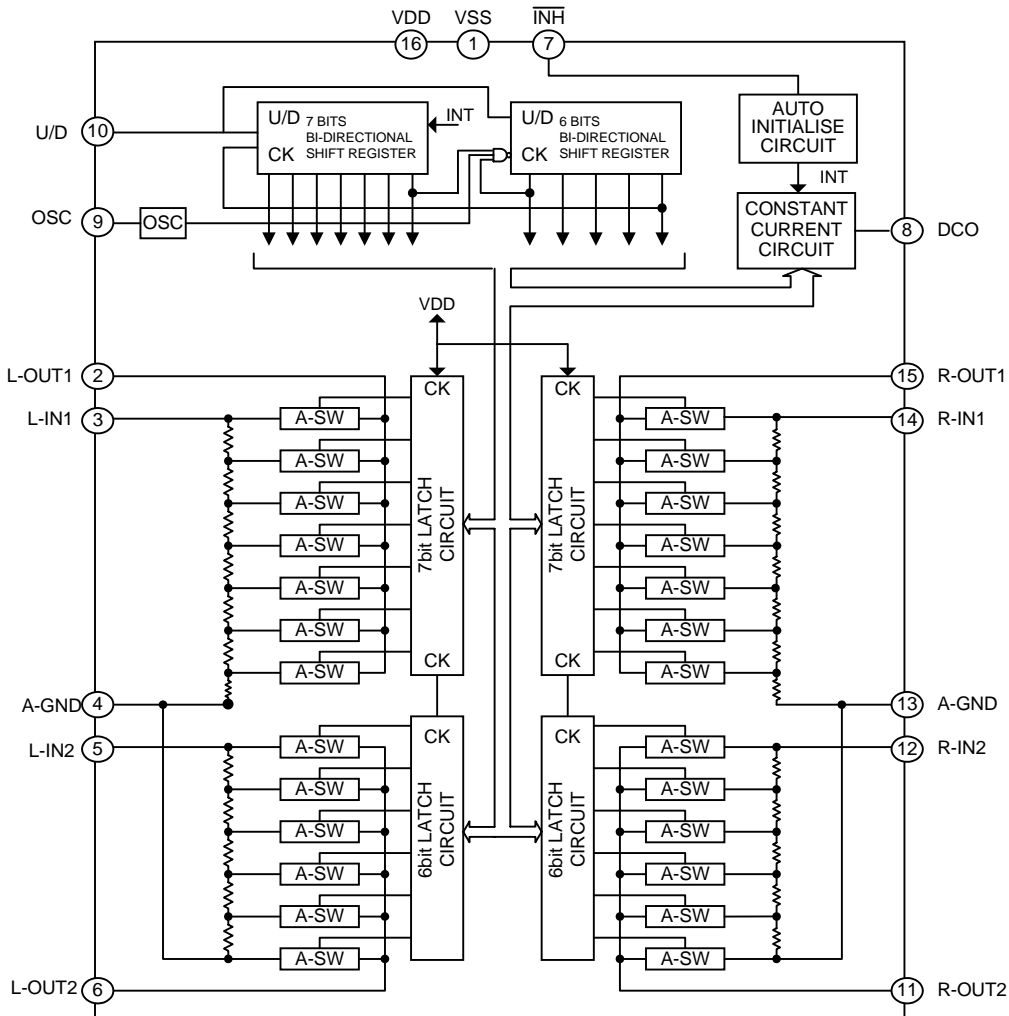 VDD VSS INH
16 1 7
U/D 10
U/D 7 BITS
BI-DIRECTIONAL
CK SHIFT REGISTER
INT
U/D 6 BITS
BI-DIRECTIONAL
CK SHIFT REGISTER
AUTO
INITIALISE
CIRCUIT
INT
OSC 9 OSC
CONSTANT
CURRENT
CIRCUIT
8 DCO
VDD
L-OUT1 2
CK
CK
15 R-OUT1
L-IN1 3
A-SW
A-SW
14 R-IN1
A-SW
A-SW
A-SW
A-SW
A-SW
A-SW
A-SW
A-SW
A-SW
A-SW
A-SW
A-SW
7bit LATCH
CIRCUIT
7bit LATCH
CIRCUIT
CK
CK
A-GND 4
13 A-GND
L-IN2 5
A-SW
CK
CK
A-SW
12 R-IN2
A-SW
A-SW
A-SW
A-SW
A-SW
A-SW
A-SW
A-SW
A-SW
A-SW
6bit LATCH
CIRCUIT
6bit LATCH
CIRCUIT
L-OUT2 6
11 R-OUT2